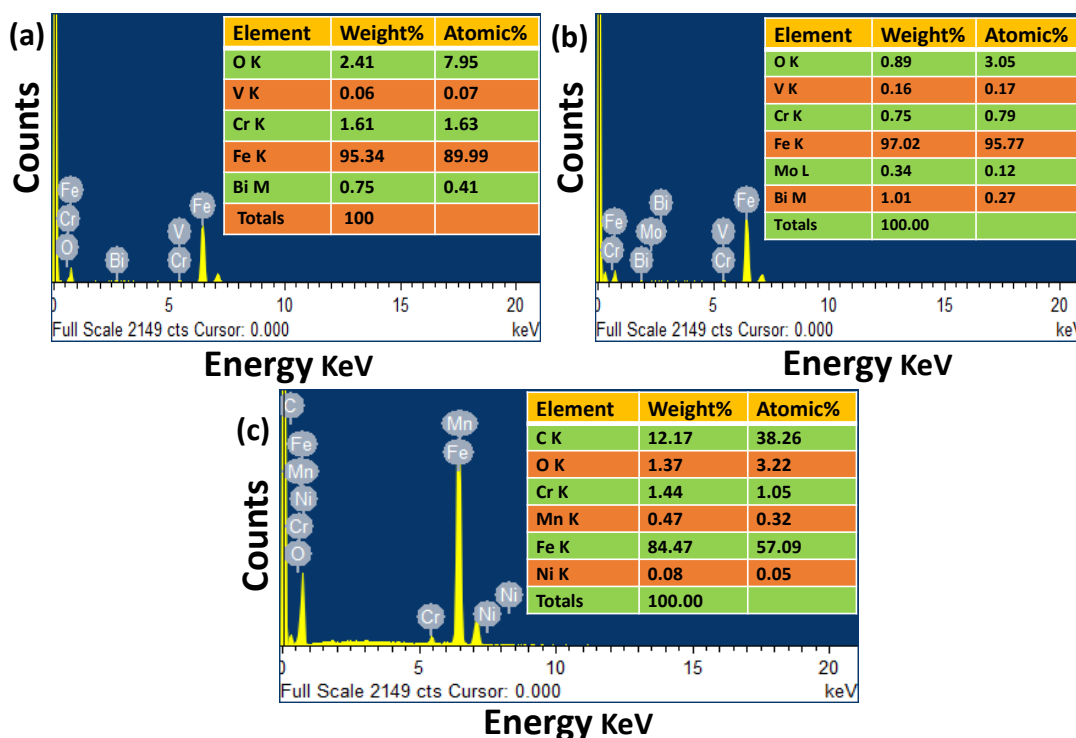 (a)
Element Weight% Atomic%
O K 2.41 7.95
V K 0.06 0.07
Cr K 1.61 1.63
Fe K 95.34 89.99
Bi M 0.75 0.41
Totals 100
Counts
Fe
Cr
O
Bi
V
Cr
Fe
0 5 10 15 20
Full Scale 2149 cts Cursor: 0.000 keV
Energy KeV
(b)
Element Weight% Atomic%
O K 0.89 3.05
V K 0.16 0.17
Cr K 0.75 0.79
Fe K 97.02 95.77
Mo L 0.34 0.12
Bi M 1.01 0.27
Totals 100.00
Counts
Fe
Cr
Bi
Mo
Bi
V
Cr
Fe
0 5 10 15 20
Full Scale 2149 cts Cursor: 0.000 keV
Energy KeV
(c)
Element Weight% Atomic%
C K 12.17 38.26
O K 1.37 3.22
Cr K 1.44 1.05
Mn K 0.47 0.32
Fe K 84.47 57.09
Ni K 0.08 0.05
Totals 100.00
Counts
C
Fe
Mn
Ni
Cr
O
Cr
Mn
Fe
Ni
Ni
0 5 10 15 20
Full Scale 2149 cts Cursor: 0.000 keV
Energy KeV